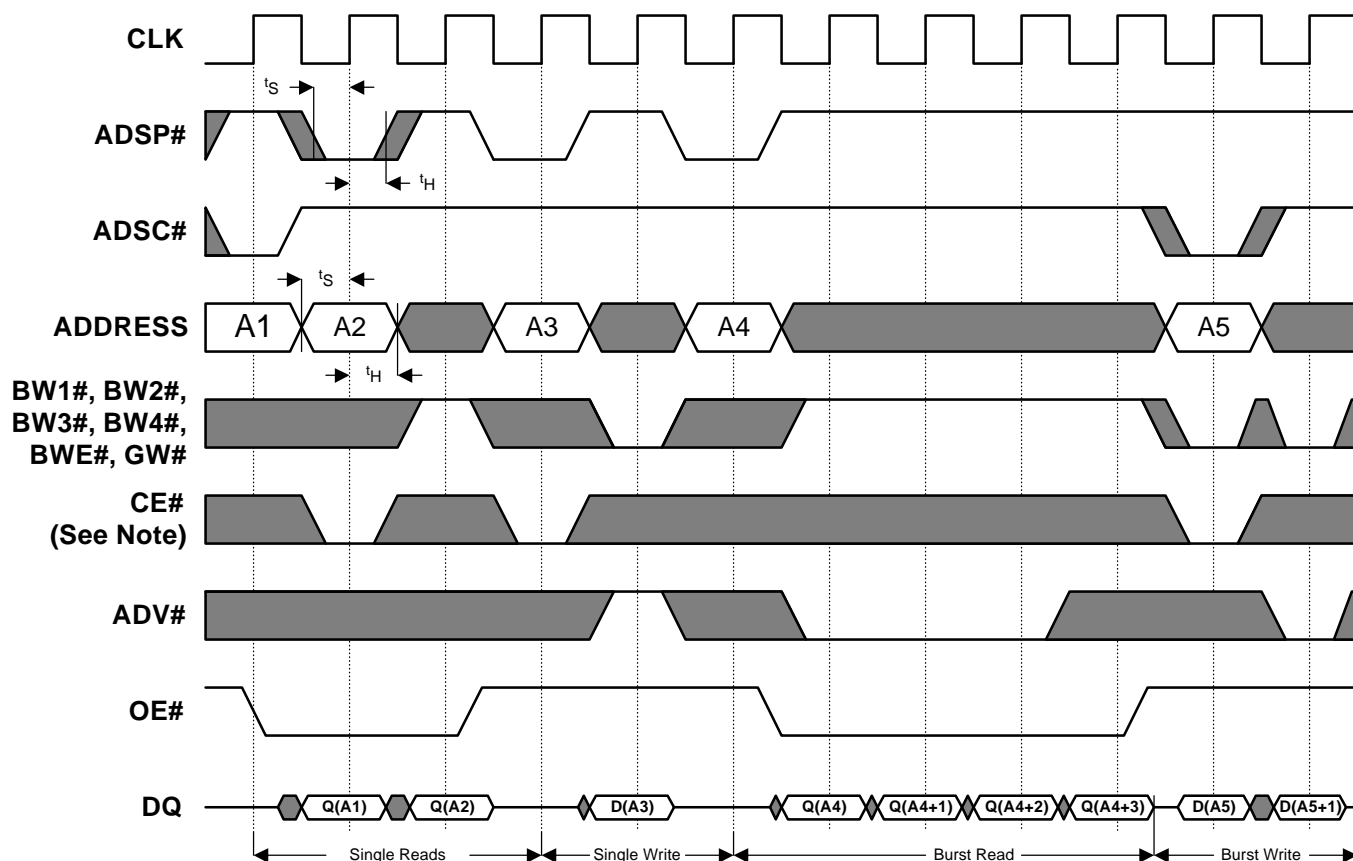 CLK
tS
ADSP#
tH
ADSC#
tS
ADDRESS
A1
A2
A3
A4
A5
tH
BW1#, BW2#,
BW3#, BW4#,
BWE#, GW#
CE#
(See Note)
ADV#
OE#
DQ
Q(A1)
Q(A2)
D(A3)
Q(A4)
Q(A4+1)
Q(A4+2)
Q(A4+3)
D(A5)
D(A5+1)
Single Reads
Single Write
Burst Read
Burst Write